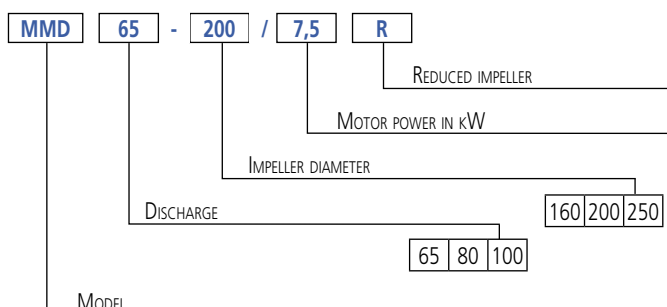 MMD 65 - 200 / 7,5 R
REDUCED IMPELLER
MOTOR POWER IN KW
IMPELLER DIAMETER
160 200 250
DISCHARGE
65 80 100
MODEL